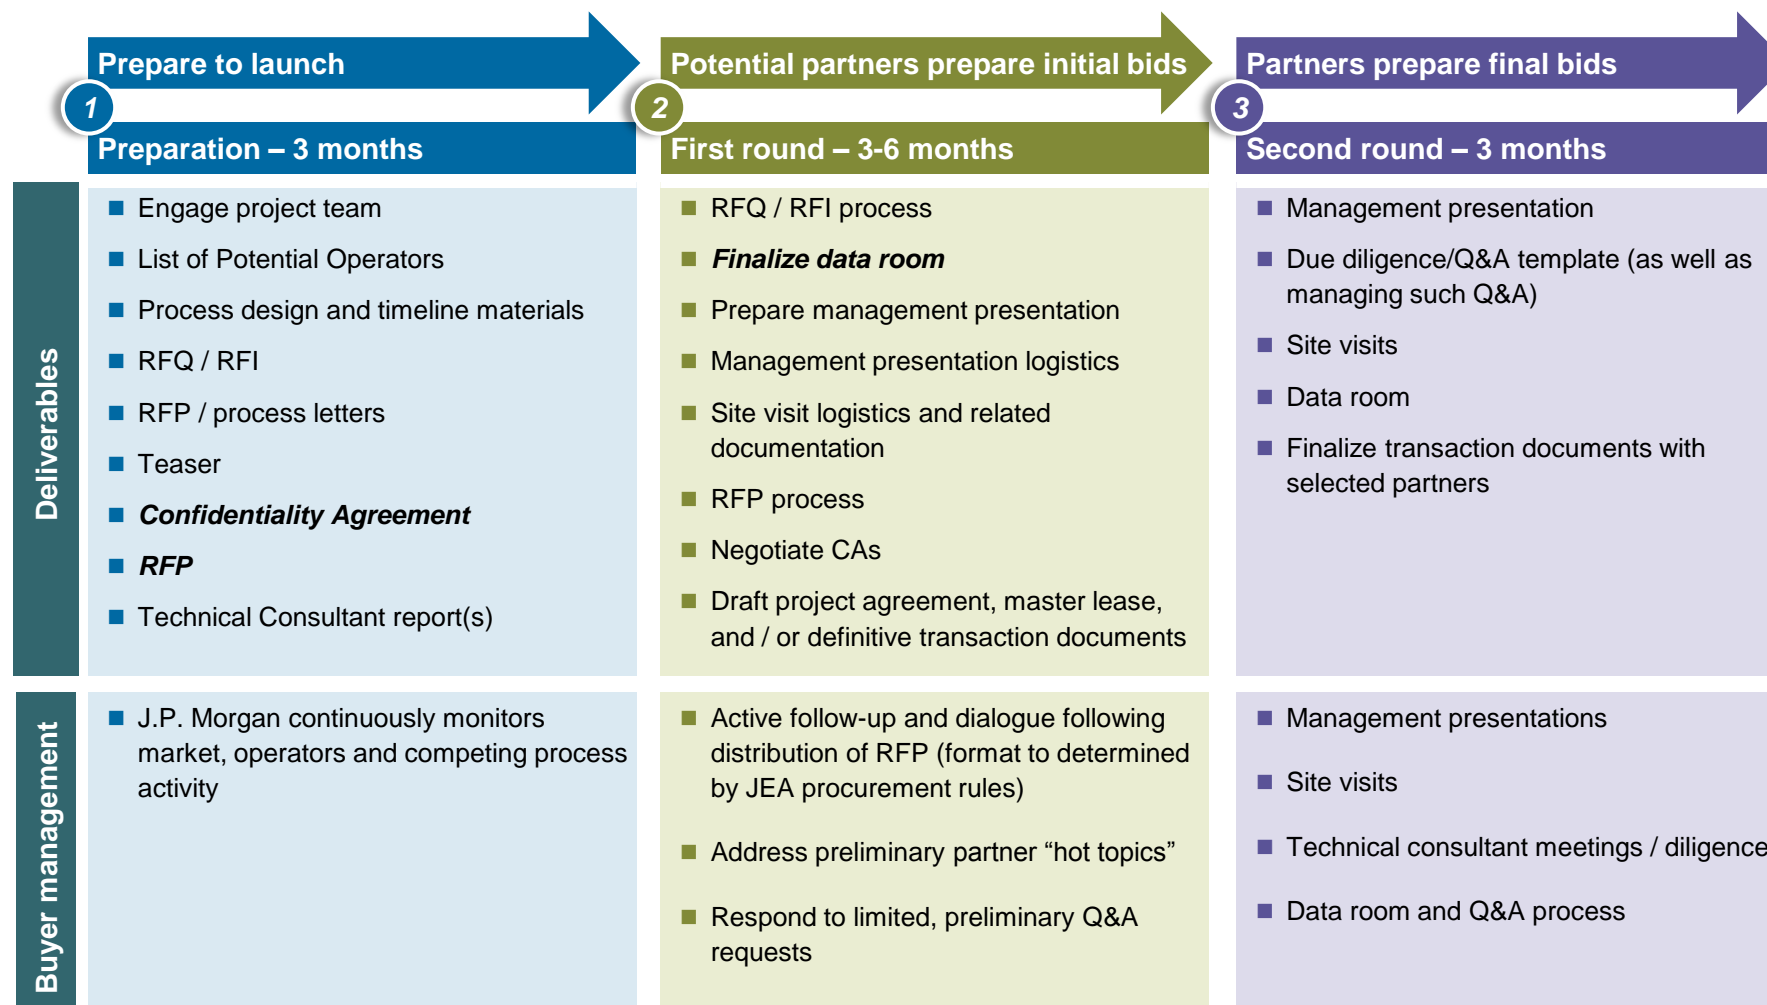 Prepare to launch
1
Preparation – 3 months
Potential partners prepare initial bids
2
First round – 3-6 months
Partners prepare final bids
3
Second round – 3 months
Deliverables
Engage project team
List of Potential Operators
Process design and timeline materials
RFQ / RFI
RFP / process letters
Teaser
Confidentiality Agreement
RFP
Technical Consultant report(s)
RFQ / RFI process
Finalize data room
Prepare management presentation
Management presentation logistics
Site visit logistics and related
documentation
RFP process
Negotiate CAs
Draft project agreement, master lease,
and / or definitive transaction documents
Management presentation
Due diligence/Q&A template (as well as
managing such Q&A)
Site visits
Data room
Finalize transaction documents with
selected partners
Buyer management
J.P. Morgan continuously monitors
market, operators and competing process
activity
Active follow-up and dialogue following
distribution of RFP (format to determined
by JEA procurement rules)
Address preliminary partner “hot topics”
Respond to limited, preliminary Q&A
requests
Management presentations
Site visits
Technical consultant meetings / diligence
Data room and Q&A process